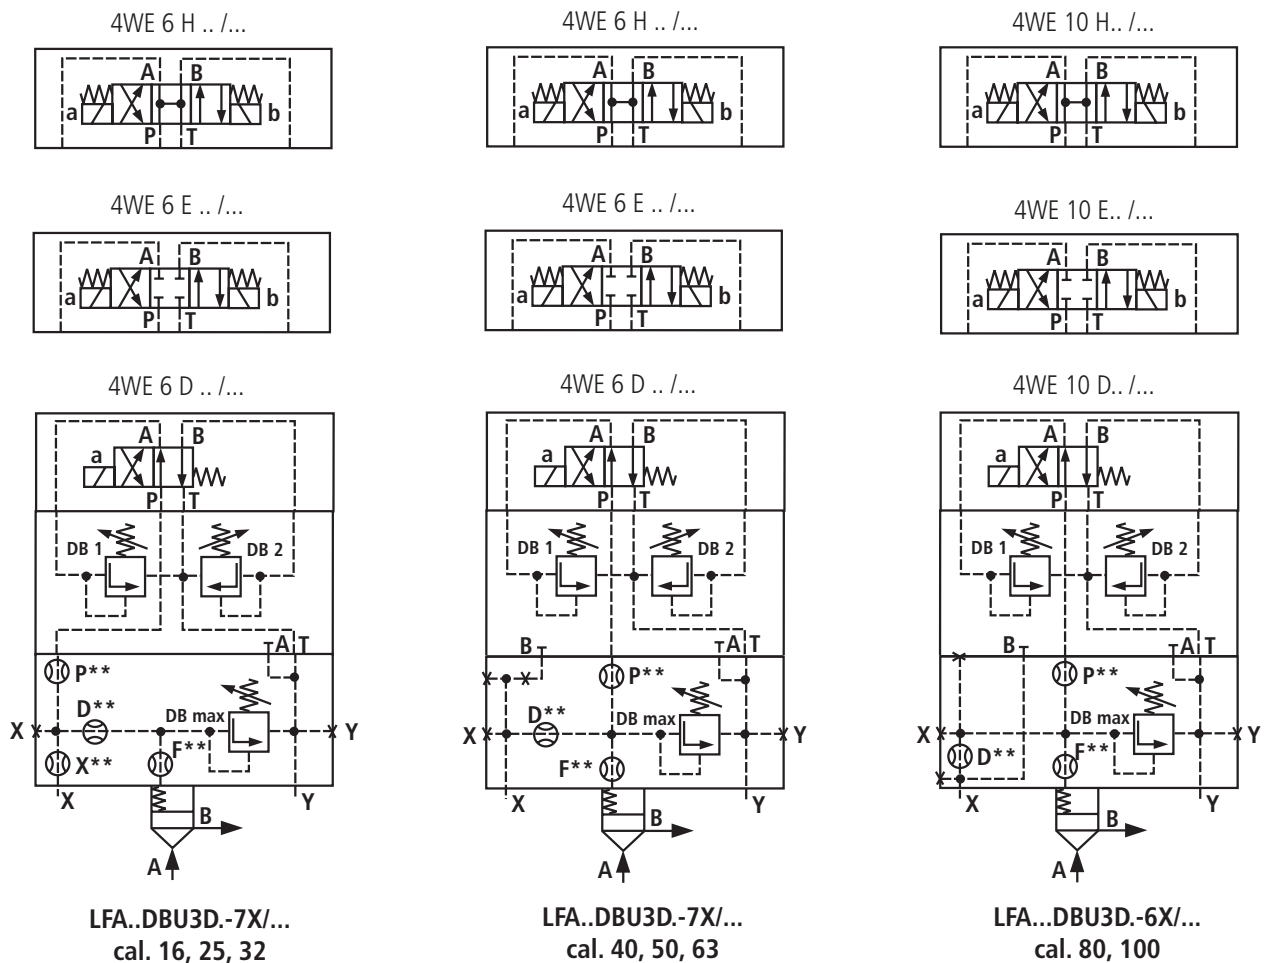 4WE 6 H .. /...
A B
a b
P T
4WE 6 E .. /...
A B
a b
P T
4WE 6 D .. /...
A B
a
P T
DB 1 DB 2
A T
P**
D** DB max
X Y
X** F**
X Y
B
A
LFA..DBU3D.-7X/...
cal. 16, 25, 32
4WE 6 H .. /...
A B
a b
P T
4WE 6 E .. /...
A B
a b
P T
4WE 6 D .. /...
A B
a
P T
DB 1 DB 2
B A T
P**
D** DB max
X Y
F**
X Y
B
A
LFA..DBU3D.-7X/...
cal. 40, 50, 63
4WE 10 H.. /...
A B
a b
P T
4WE 10 E.. /...
A B
a b
P T
4WE 10 D.. /...
A B
a
P T
DB 1 DB 2
B A T
P**
DB max
X Y
D** F**
X Y
B
A
LFA...DBU3D.-6X/...
cal. 80, 100